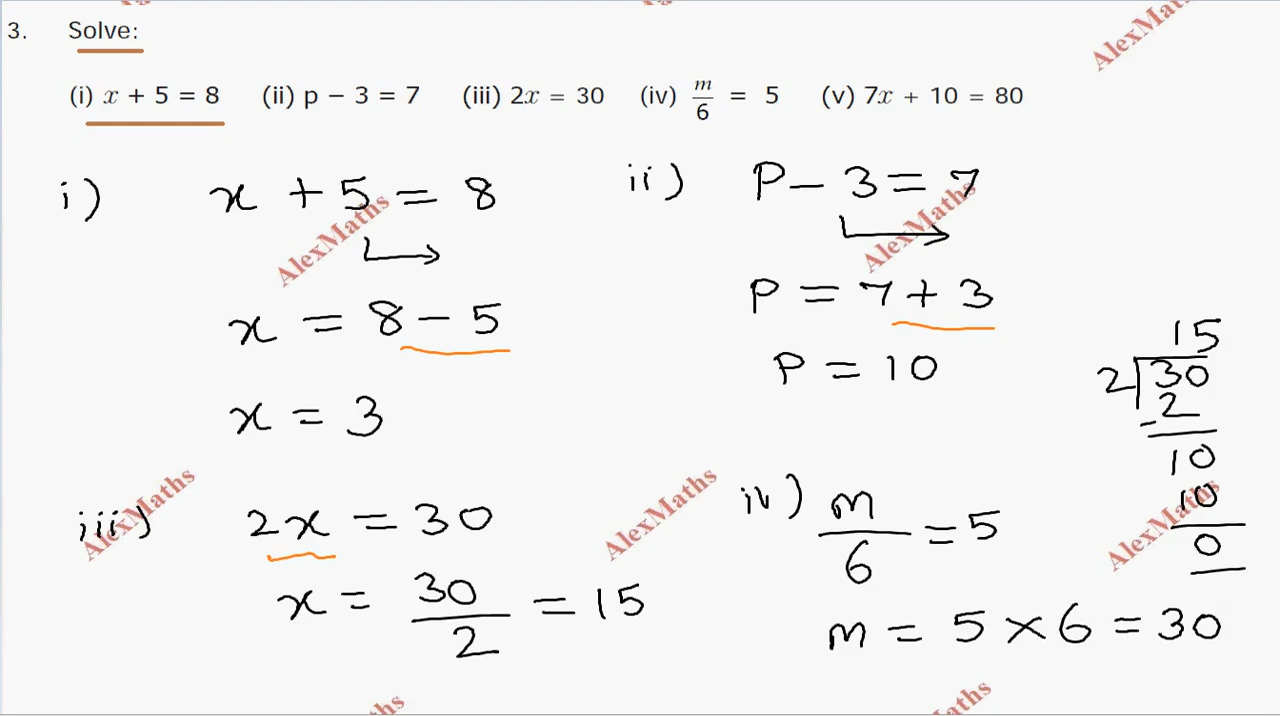 3. Solve:
(i) x + 5 = 8 (ii) p − 3 = 7 (iii) 2x = 30 (iv) m/6 = 5 (v) 7x + 10 = 80
i) x + 5 = 8
x = 8 − 5
x = 3
ii) P − 3 = 7
P = 7 + 3
P = 10
15
2 30
-2
10
10
0
iii) 2x = 30
x = 30/2 = 15
iv) m/6 = 5
m = 5 × 6 = 30
AlexMaths
AlexMaths
AlexMaths
AlexMaths
AlexMaths
AlexMaths
AlexMaths